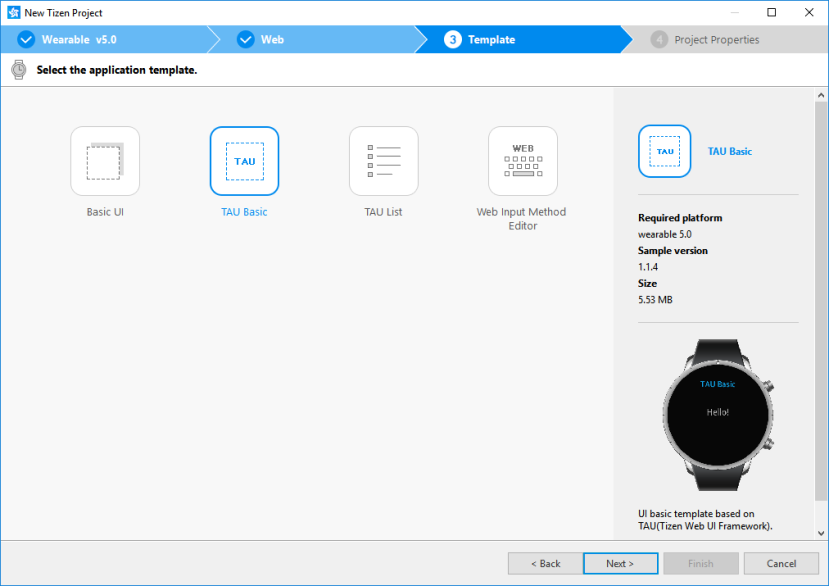 New Tizen Project
Wearable v5.0
Web
3 Template
4 Project Properties
Select the application template.
Basic UI
TAU
TAU Basic
TAU List
WEB
Web Input Method
Editor
TAU
TAU Basic
Required platform
wearable 5.0
Sample version
1.1.4
Size
5.53 MB
TAU Basic
Hello!
UI basic template based on
TAU(Tizen Web UI Framework).
< Back
Next >
Finish
Cancel